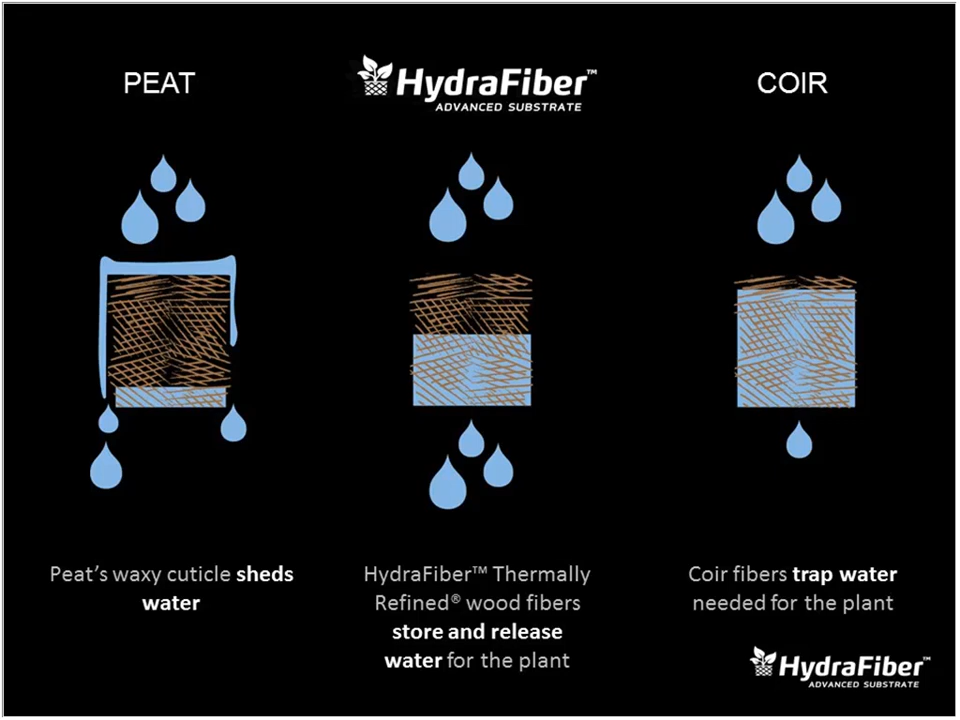 PEAT
HydraFiber™
ADVANCED SUBSTRATE
COIR
Peat’s waxy cuticle sheds
water
HydraFiber™ Thermally
Refined® wood fibers
store and release
water for the plant
Coir fibers trap water
needed for the plant
HydraFiber™
ADVANCED SUBSTRATE